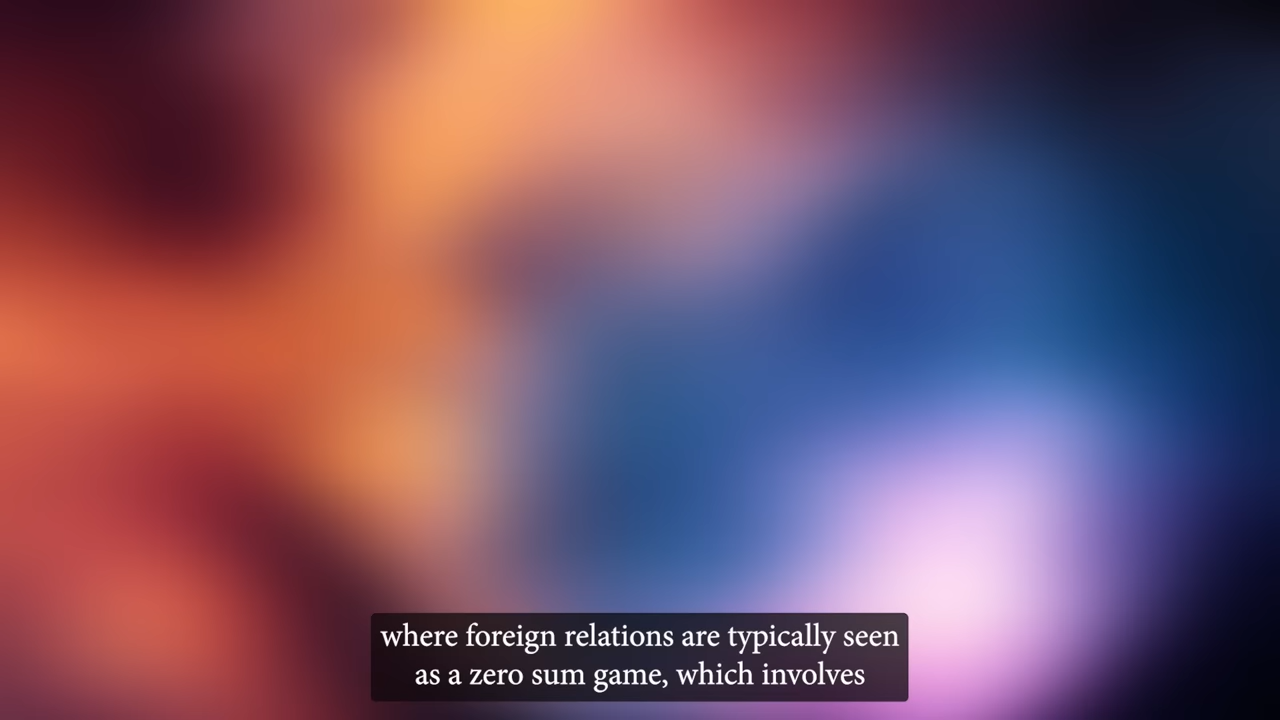 where foreign relations are typically seen
as a zero sum game, which involves